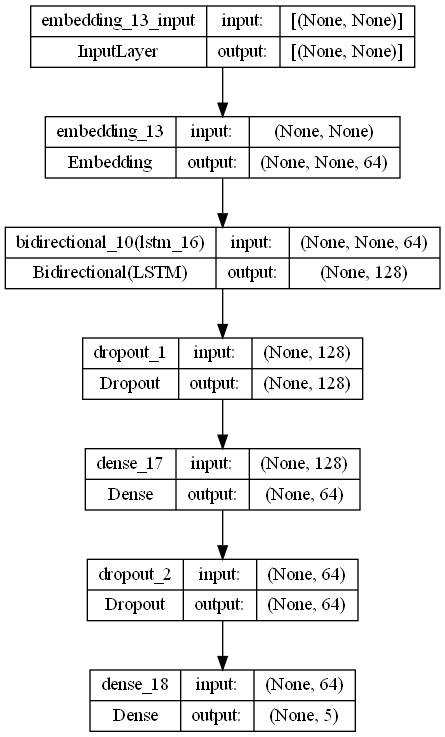 embedding_13_input input: [(None, None)]
InputLayer output: [(None, None)]
embedding_13 input: (None, None)
Embedding output: (None, None, 64)
bidirectional_10(lstm_16) input: (None, None, 64)
Bidirectional(LSTM) output: (None, 128)
dropout_1 input: (None, 128)
Dropout output: (None, 128)
dense_17 input: (None, 128)
Dense output: (None, 64)
dropout_2 input: (None, 64)
Dropout output: (None, 64)
dense_18 input: (None, 64)
Dense output: (None, 5)